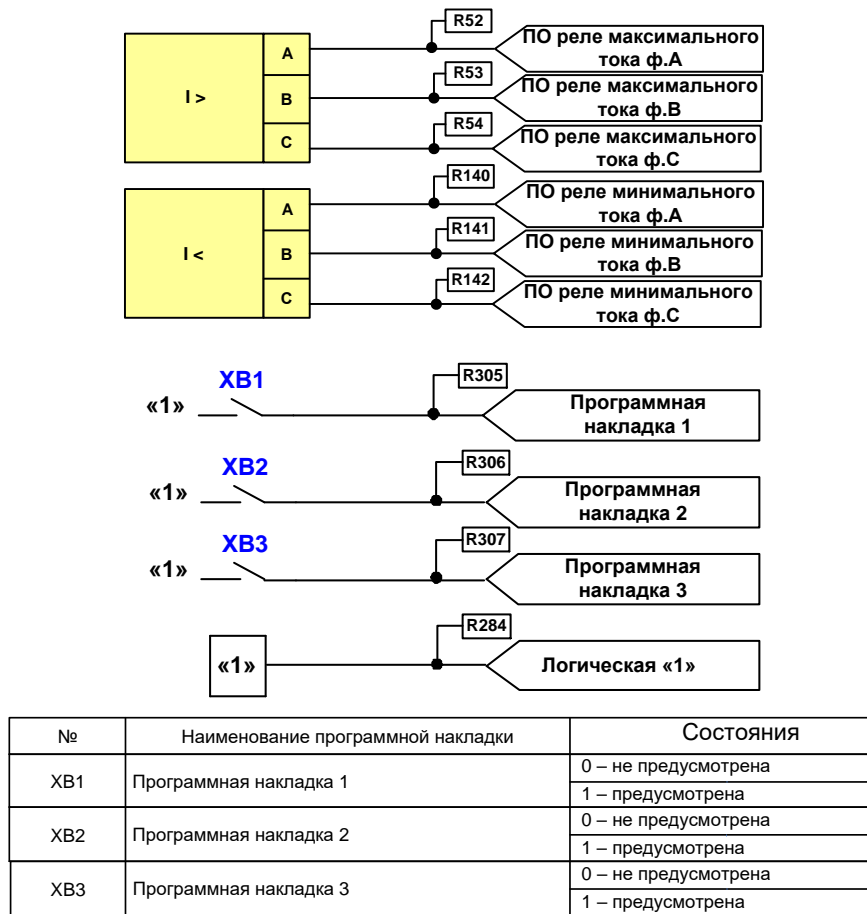 R52
ПО реле максимального
тока ф.А
A
R53
I >
B
ПО реле максимального
тока ф.В
R54
C
ПО реле максимального
тока ф.С
R140
ПО реле минимального
тока ф.А
A
R141
I <
B
ПО реле минимального
тока ф.В
R142
C
ПО реле минимального
тока ф.С
XB1
R305
«1»
Программная
накладка 1
XB2
R306
«1»
Программная
накладка 2
XB3
R307
«1»
Программная
накладка 3
R284
«1»
Логическая «1»
№ Наименование программной накладки Состояния
XB1 Программная накладка 1
0 – не предусмотрена
1 – предусмотрена
XB2 Программная накладка 2
0 – не предусмотрена
1 – предусмотрена
XB3 Программная накладка 3
0 – не предусмотрена
1 – предусмотрена